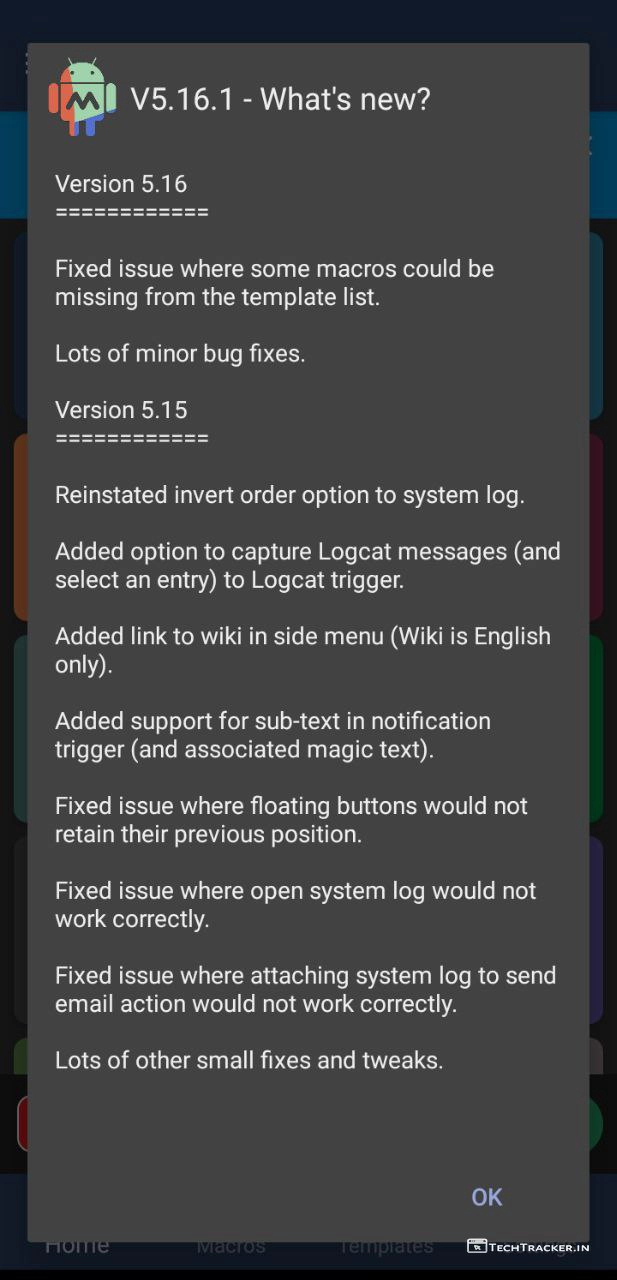 V5.16.1 - What's new?
Version 5.16
============
Fixed issue where some macros could be
missing from the template list.
Lots of minor bug fixes.
Version 5.15
============
Reinstated invert order option to system log.
Added option to capture Logcat messages (and
select an entry) to Logcat trigger.
Added link to wiki in side menu (Wiki is English
only).
Added support for sub-text in notification
trigger (and associated magic text).
Fixed issue where floating buttons would not
retain their previous position.
Fixed issue where open system log would not
work correctly.
Fixed issue where attaching system log to send
email action would not work correctly.
Lots of other small fixes and tweaks.
OK
Home Macros Templates
TECHTRACKER.IN